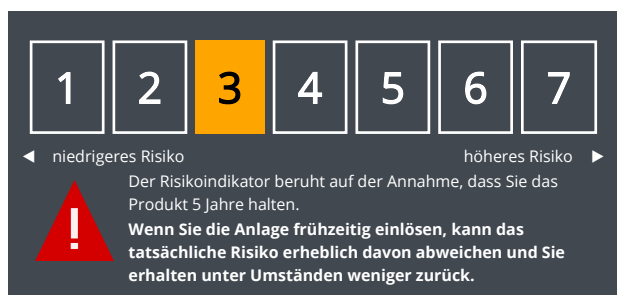 1 2 3 4 5 6 7
◄ niedrigeres Risiko höheres Risiko ►
Der Risikoindikator beruht auf der Annahme, dass Sie das
Produkt 5 Jahre halten.
!
Wenn Sie die Anlage frühzeitig einlösen, kann das
tatsächliche Risiko erheblich davon abweichen und Sie
erhalten unter Umständen weniger zurück.